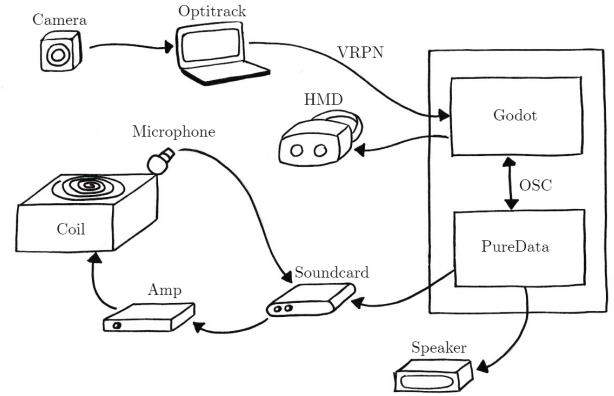 Camera
Optitrack
VRPN
HMD
Godot
Microphone
OSC
Coil
PureData
Soundcard
Amp
Speaker